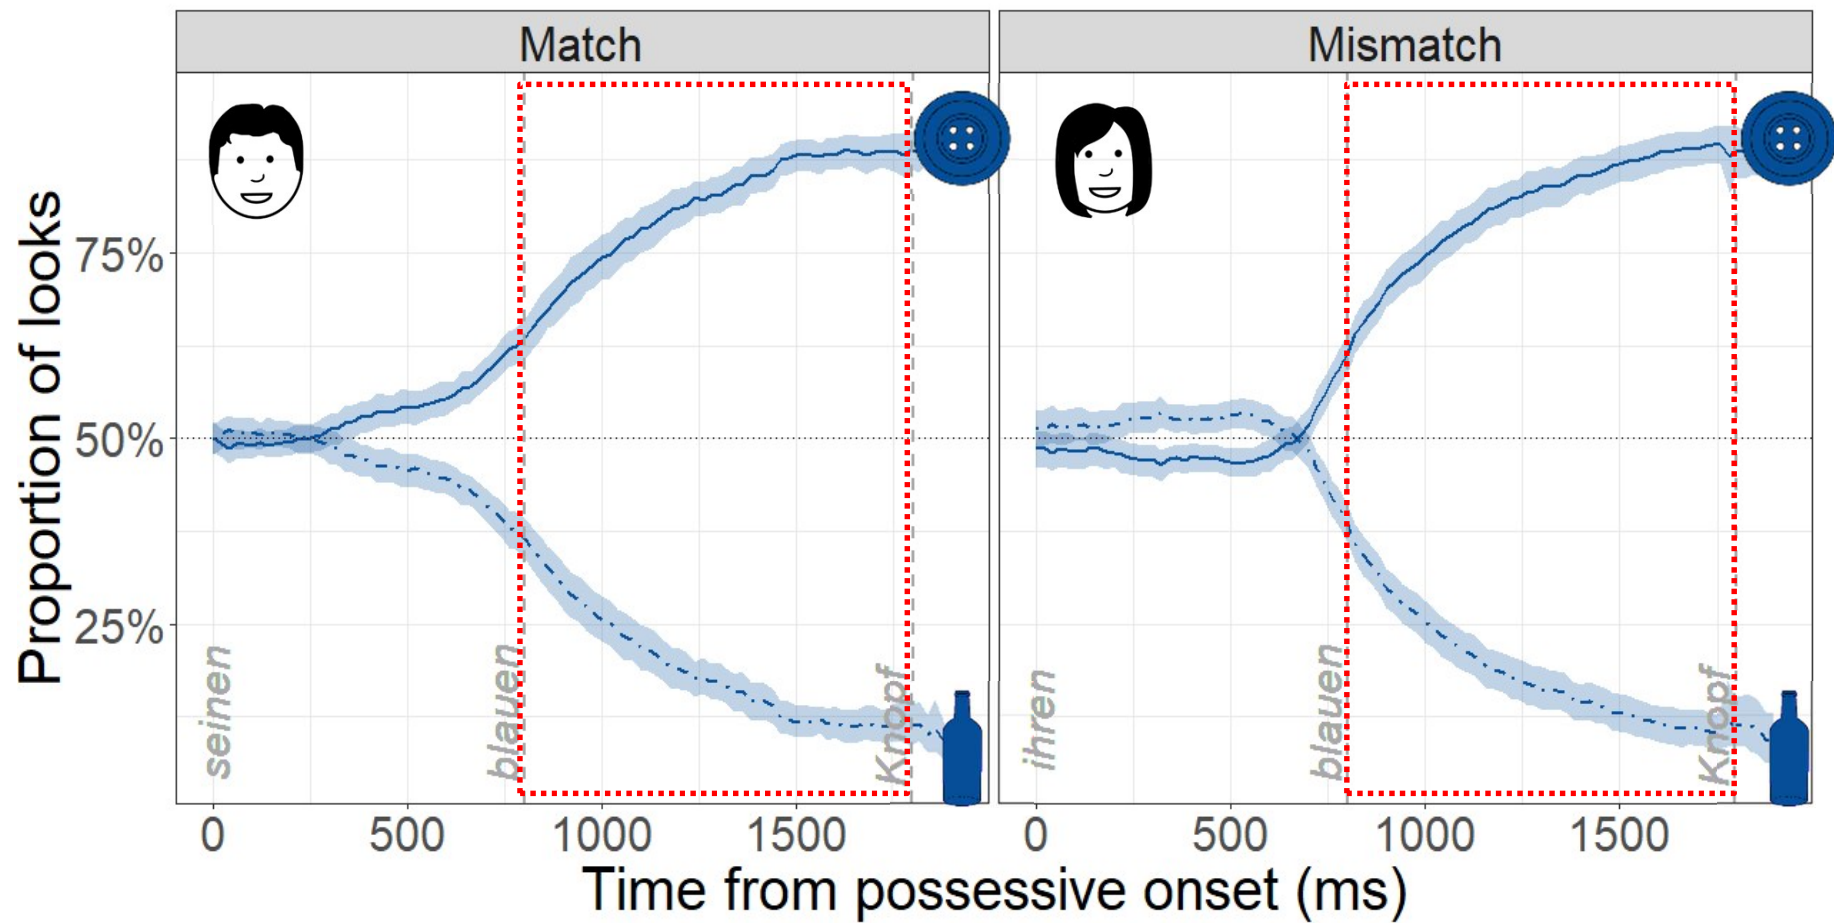 Match
Mismatch
Proportion of looks
75%
50%
25%
seinen
blauen
Knopf
ihren
blauen
Knopf
0
500
1000
1500
0
500
1000
1500
Time from possessive onset (ms)